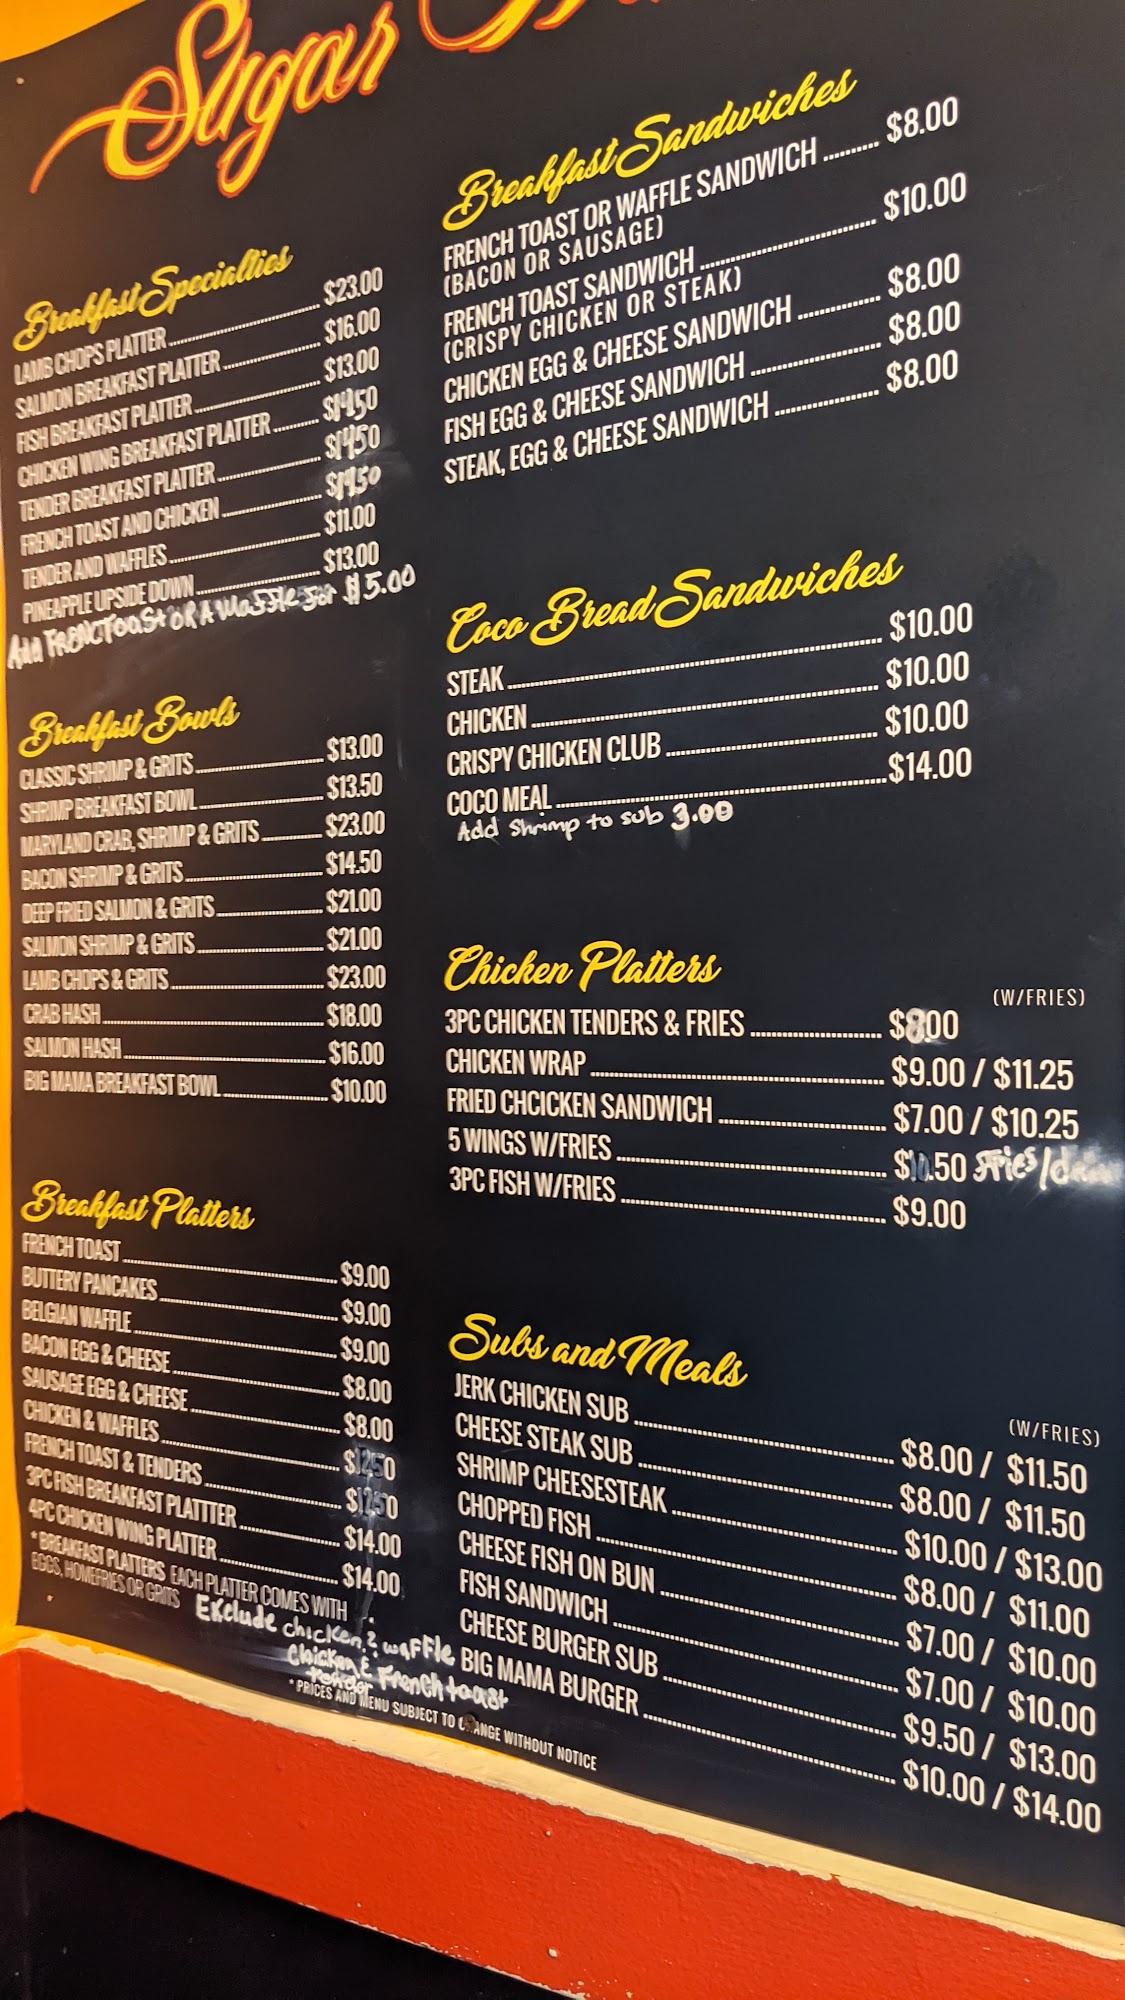 Sugar
Breakfast Specialties
LAMB CHOPS PLATTER $23.00
SALMON BREAKFAST PLATTER $16.00
FISH BREAKFAST PLATTER $13.00
CHICKEN WING BREAKFAST PLATTER $14.50
TENDER BREAKFAST PLATTER $14.50
FRENCH TOAST AND CHICKEN $14.50
TENDER AND WAFFLES $11.00
PINEAPPLE UPSIDE DOWN $13.00
Add FRENCToast OR A Waffle for $5.00
Breakfast Bowls
CLASSIC SHRIMP & GRITS $13.00
SHRIMP BREAKFAST BOWL $13.50
MARYLAND CRAB, SHRIMP & GRITS $23.00
BACON SHRIMP & GRITS $14.50
DEEP FRIED SALMON & GRITS $21.00
SALMON SHRIMP & GRITS $21.00
LAMB CHOPS & GRITS $23.00
CRAB HASH $18.00
SALMON HASH $16.00
BIG MAMA BREAKFAST BOWL $10.00
Breakfast Platters
FRENCH TOAST $9.00
BUTTERY PANCAKES $9.00
BELGIAN WAFFLE $9.00
BACON EGG & CHEESE $8.00
SAUSAGE EGG & CHEESE $8.00
CHICKEN & WAFFLES $12.50
FRENCH TOAST & TENDERS $12.50
3PC FISH BREAKFAST PLATTTER $14.00
4PC CHICKEN WING PLATTER $14.00
* BREAKFAST PLATTERS EACH PLATTER COMES WITH
EGGS, HOMEFRIES OR GRITS
Exclude chicken & waffle
Chicken & French toast
* PRICES AND MENU SUBJECT TO CHANGE WITHOUT NOTICE
Breakfast Sandwiches
FRENCH TOAST OR WAFFLE SANDWICH $8.00
(BACON OR SAUSAGE)
FRENCH TOAST SANDWICH $10.00
(CRISPY CHICKEN OR STEAK)
CHICKEN EGG & CHEESE SANDWICH $8.00
FISH EGG & CHEESE SANDWICH $8.00
STEAK, EGG & CHEESE SANDWICH $8.00
Coco Bread Sandwiches
STEAK $10.00
CHICKEN $10.00
CRISPY CHICKEN CLUB $10.00
COCO MEAL $14.00
Add Shrimp to sub 3.00
Chicken Platters
(W/FRIES)
3PC CHICKEN TENDERS & FRIES $8.00
CHICKEN WRAP $9.00 / $11.25
FRIED CHCICKEN SANDWICH $7.00 / $10.25
5 WINGS W/FRIES $10.50 Fries/
3PC FISH W/FRIES $9.00
Subs and Meals
(W/FRIES)
JERK CHICKEN SUB $8.00 / $11.50
CHEESE STEAK SUB $8.00 / $11.50
SHRIMP CHEESESTEAK $10.00 / $13.00
CHOPPED FISH $8.00 / $11.00
CHEESE FISH ON BUN $7.00 / $10.00
FISH SANDWICH $7.00 / $10.00
CHEESE BURGER SUB $9.50 / $13.00
BIG MAMA BURGER $10.00 / $14.00